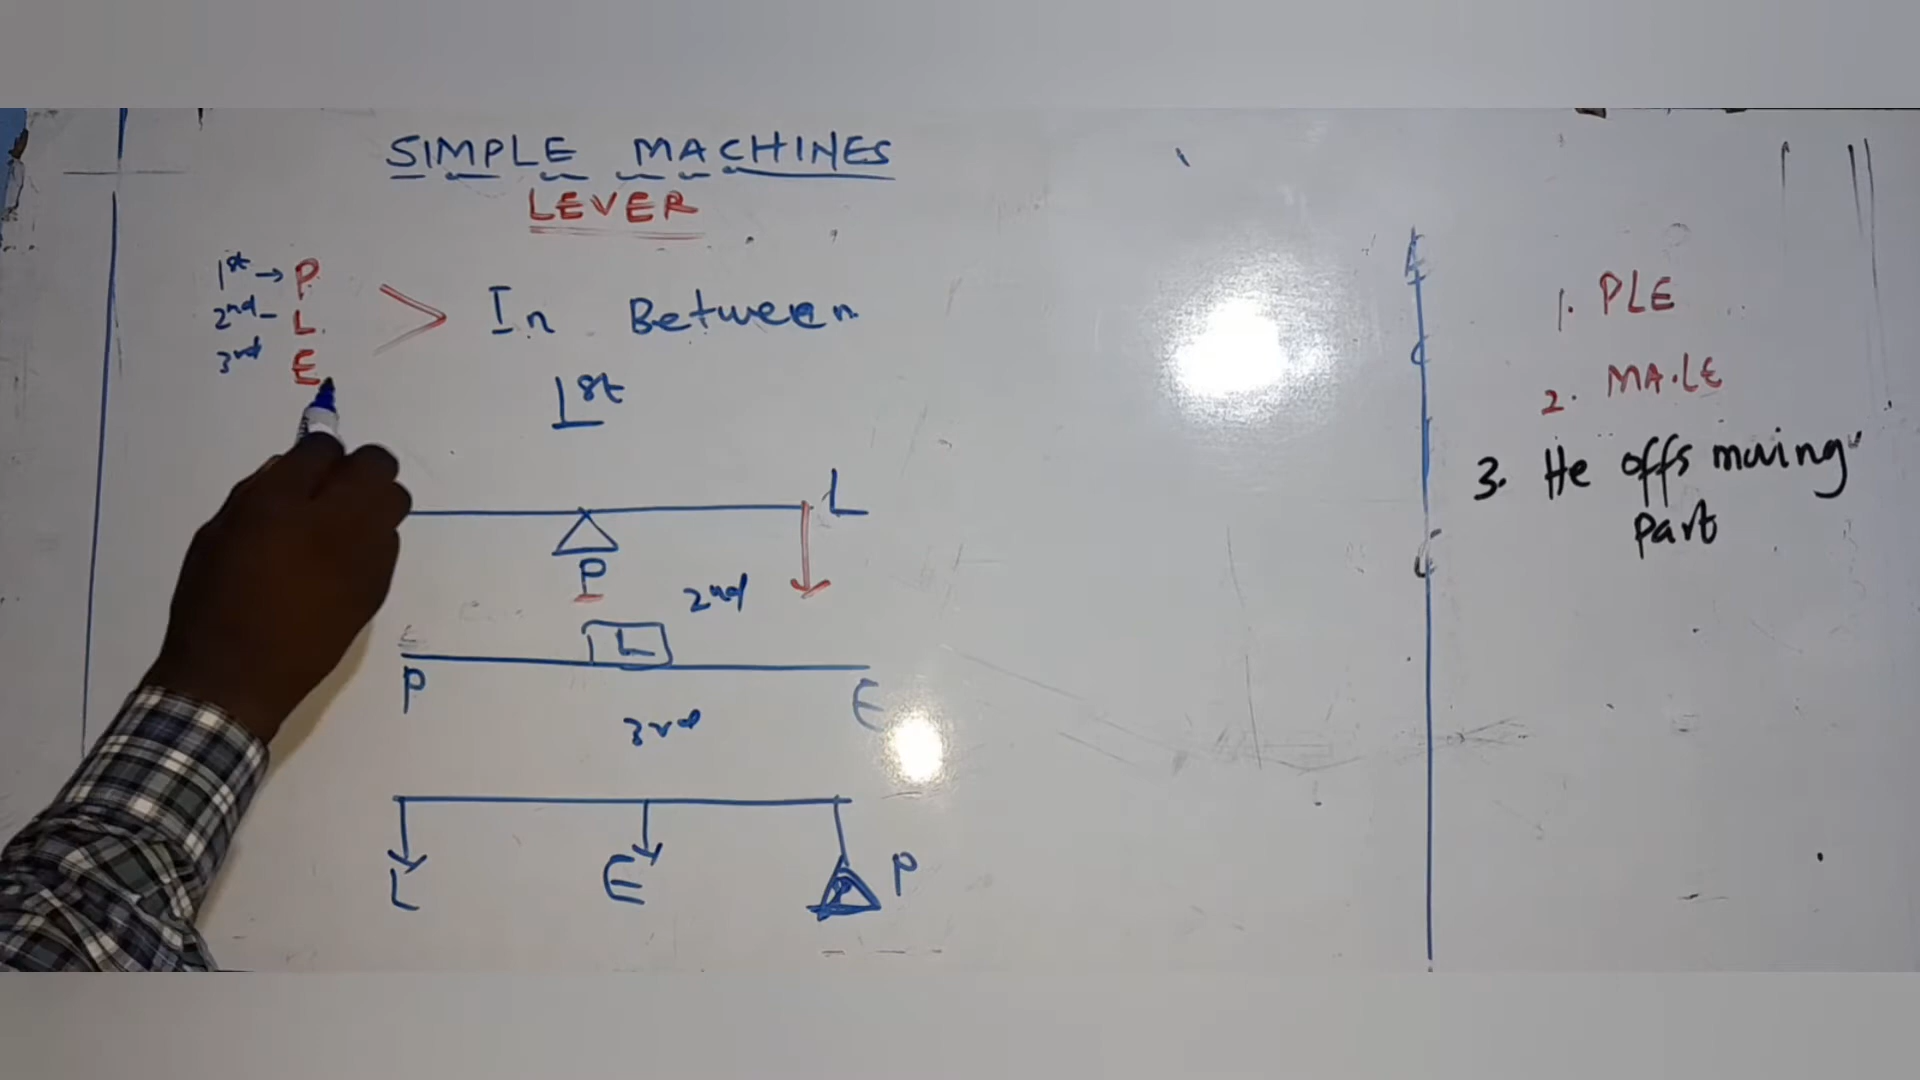 SIMPLE MACHINES
LEVER
1st → P
2nd - L
3rd E
> In Between
1st
L
P
2nd
L
P E
3rd
L E P P
1. PLE
2. MA.LE
3. He offs moving
part